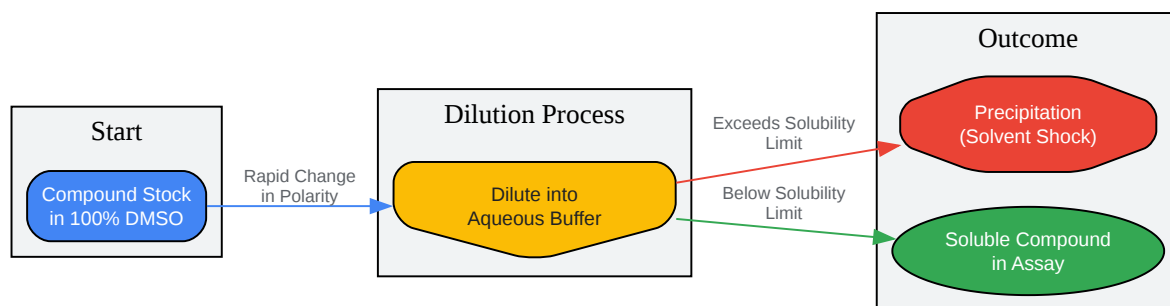 Start
Compound Stock
in 100% DMSO
Rapid Change
in Polarity
Dilution Process
Dilute into
Aqueous Buffer
Exceeds Solubility
Limit
Below Solubility
Limit
Outcome
Precipitation
(Solvent Shock)
Soluble Compound
in Assay